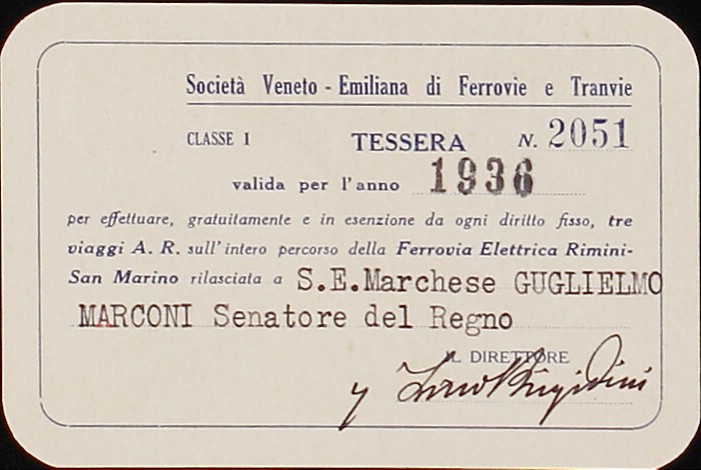 Società Veneto - Emiliana di Ferrovie e Tranvie
CLASSE I TESSERA N. 2051
valida per l'anno 1936
per effettuare, gratuitamente e in esenzione da ogni diritto fisso, tre
viaggi A. R. sull'intero percorso della Ferrovia Elettrica Rimini-
San Marino rilasciata a S.E.Marchese GUGLIELMO
MARCONI Senatore del Regno
IL DIRETTORE